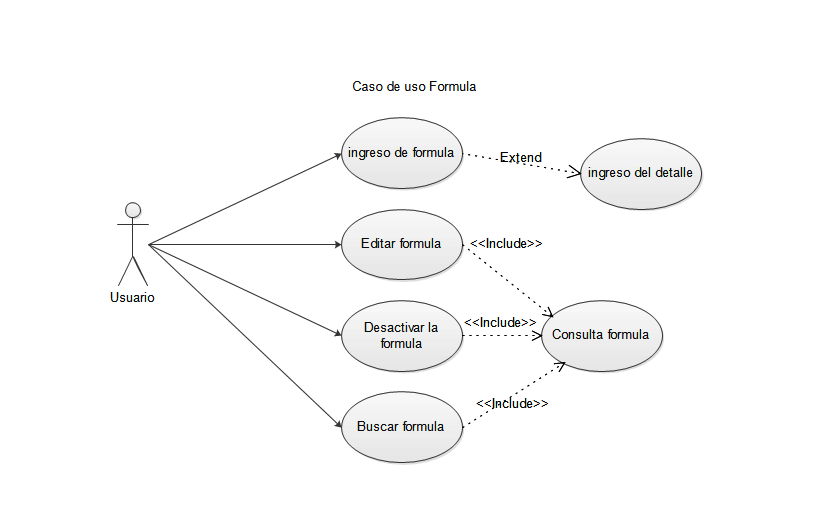 Caso de uso Formula
ingreso de formula
Extend
ingreso del detalle
Editar formula
<<Include>>
Usuario
Desactivar la
formula
<<Include>>
Consulta formula
Buscar formula
<<Include>>